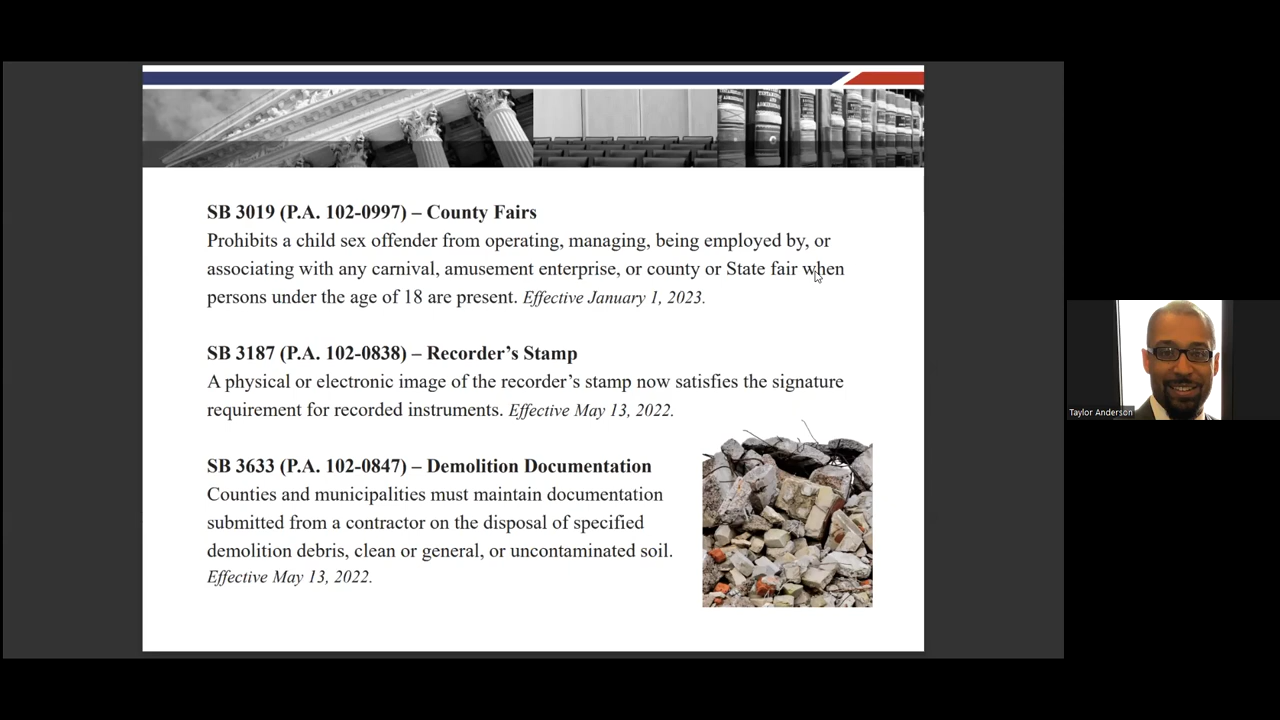 SB 3019 (P.A. 102-0997) – County Fairs
Prohibits a child sex offender from operating, managing, being employed by, or
associating with any carnival, amusement enterprise, or county or State fair when
persons under the age of 18 are present. Effective January 1, 2023.
SB 3187 (P.A. 102-0838) – Recorder’s Stamp
A physical or electronic image of the recorder’s stamp now satisfies the signature
requirement for recorded instruments. Effective May 13, 2022.
SB 3633 (P.A. 102-0847) – Demolition Documentation
Counties and municipalities must maintain documentation
submitted from a contractor on the disposal of specified
demolition debris, clean or general, or uncontaminated soil.
Effective May 13, 2022.
Taylor Anderson